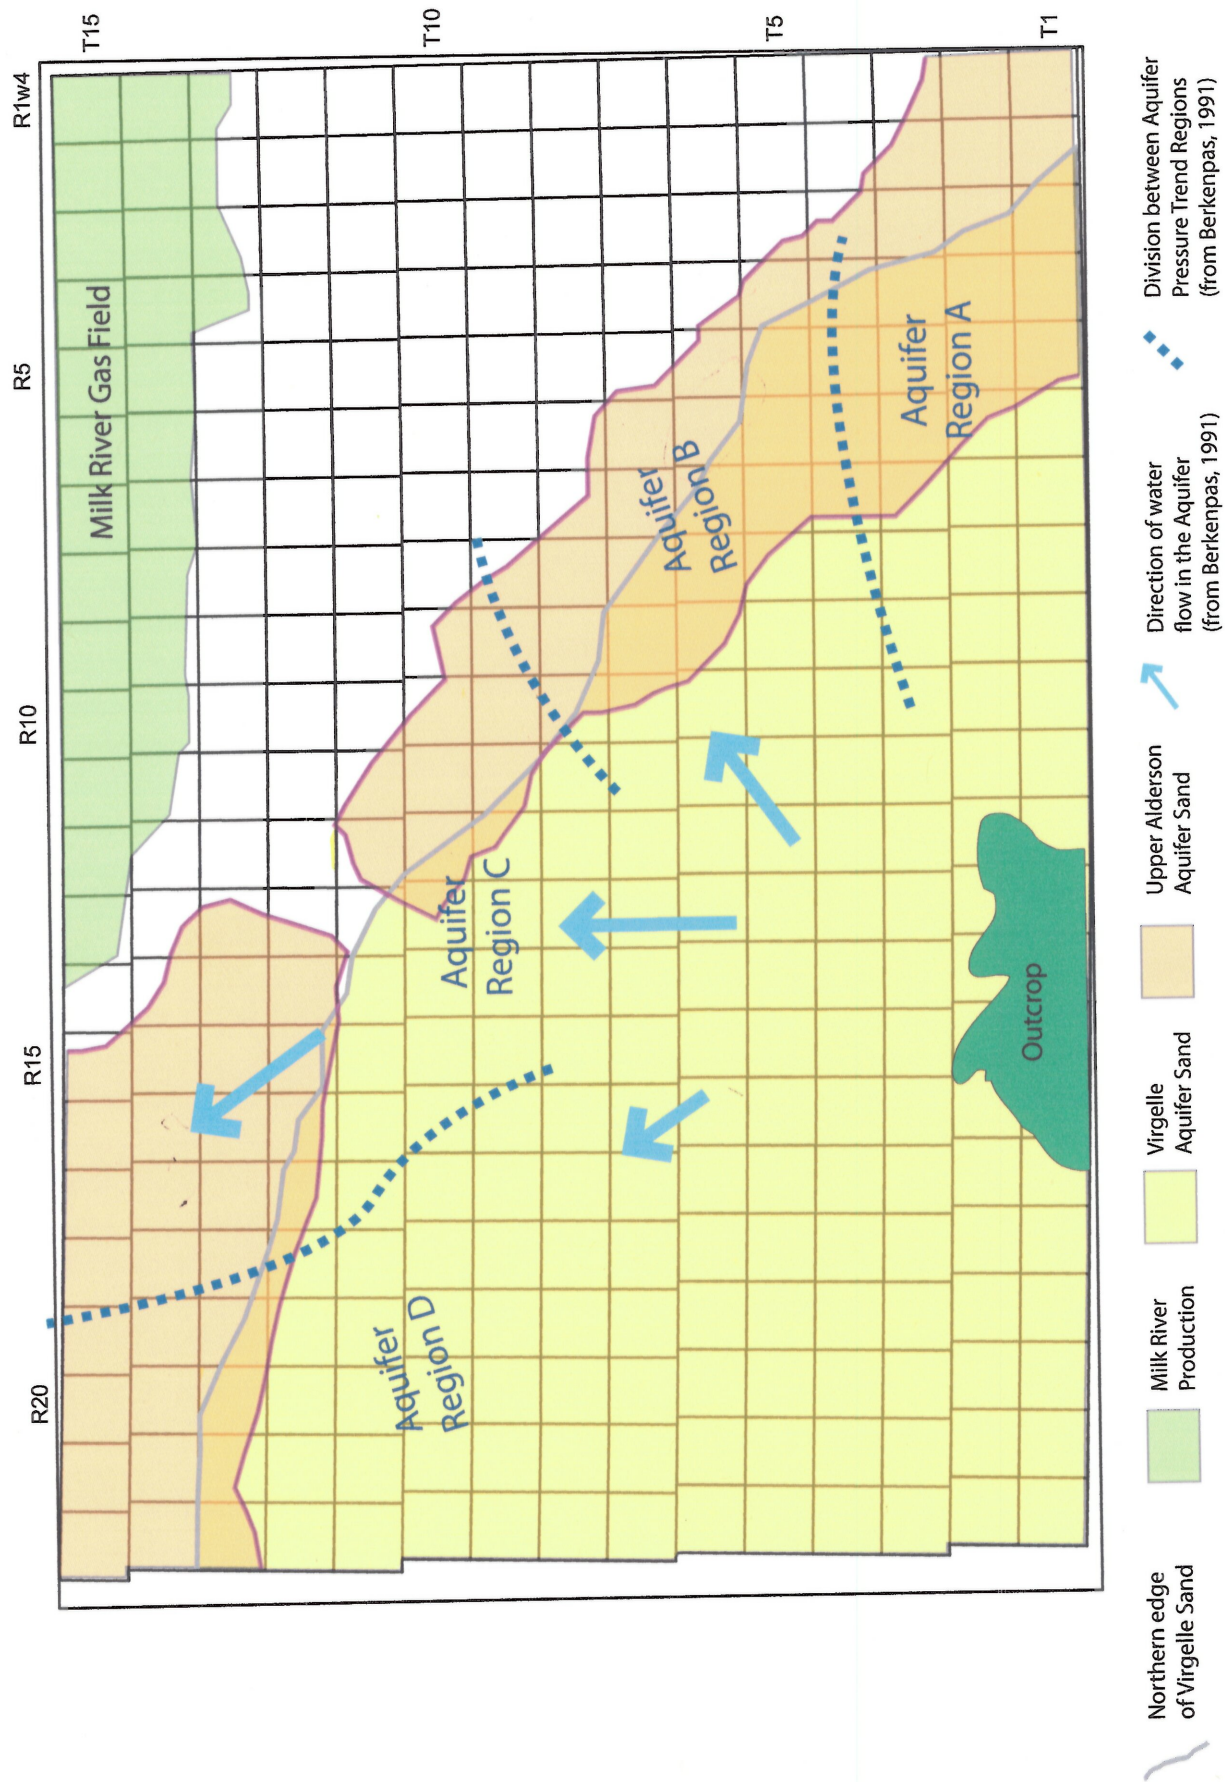 R20
R15
R10
R5
R1w4
T15
T10
T5
T1
Milk River Gas Field
Aquifer
Region D
Aquifer
Region C
Aquifer
Region B
Aquifer
Region A
Outcrop
Northern edge
of Virgelle Sand
Milk River
Production
Virgelle
Aquifer Sand
Upper Alderson
Aquifer Sand
Direction of water
flow in the Aquifer
(from Berkenpas, 1991)
Division between Aquifer
Pressure Trend Regions
(from Berkenpas, 1991)